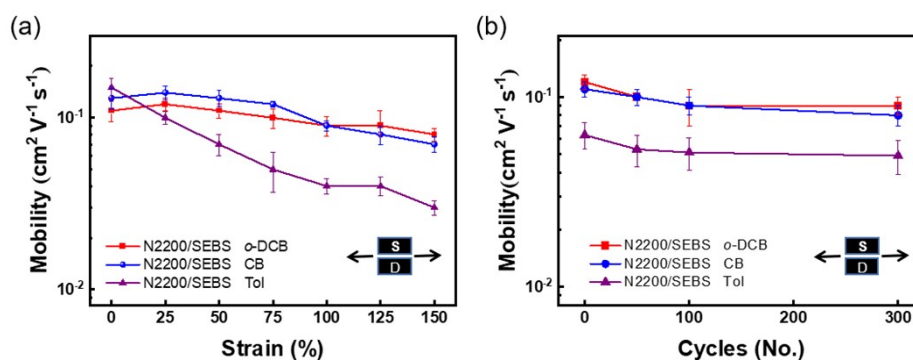 (a)
Mobility (cm² V⁻¹ s⁻¹)
10⁻¹
10⁻²
N2200/SEBS o-DCB
N2200/SEBS CB
N2200/SEBS Tol
S
D
0 25 50 75 100 125 150
Strain (%)
(b)
Mobility(cm² V⁻¹ s⁻¹)
10⁻¹
10⁻²
N2200/SEBS o-DCB
N2200/SEBS CB
N2200/SEBS Tol
S
D
0 100 200 300
Cycles (No.)